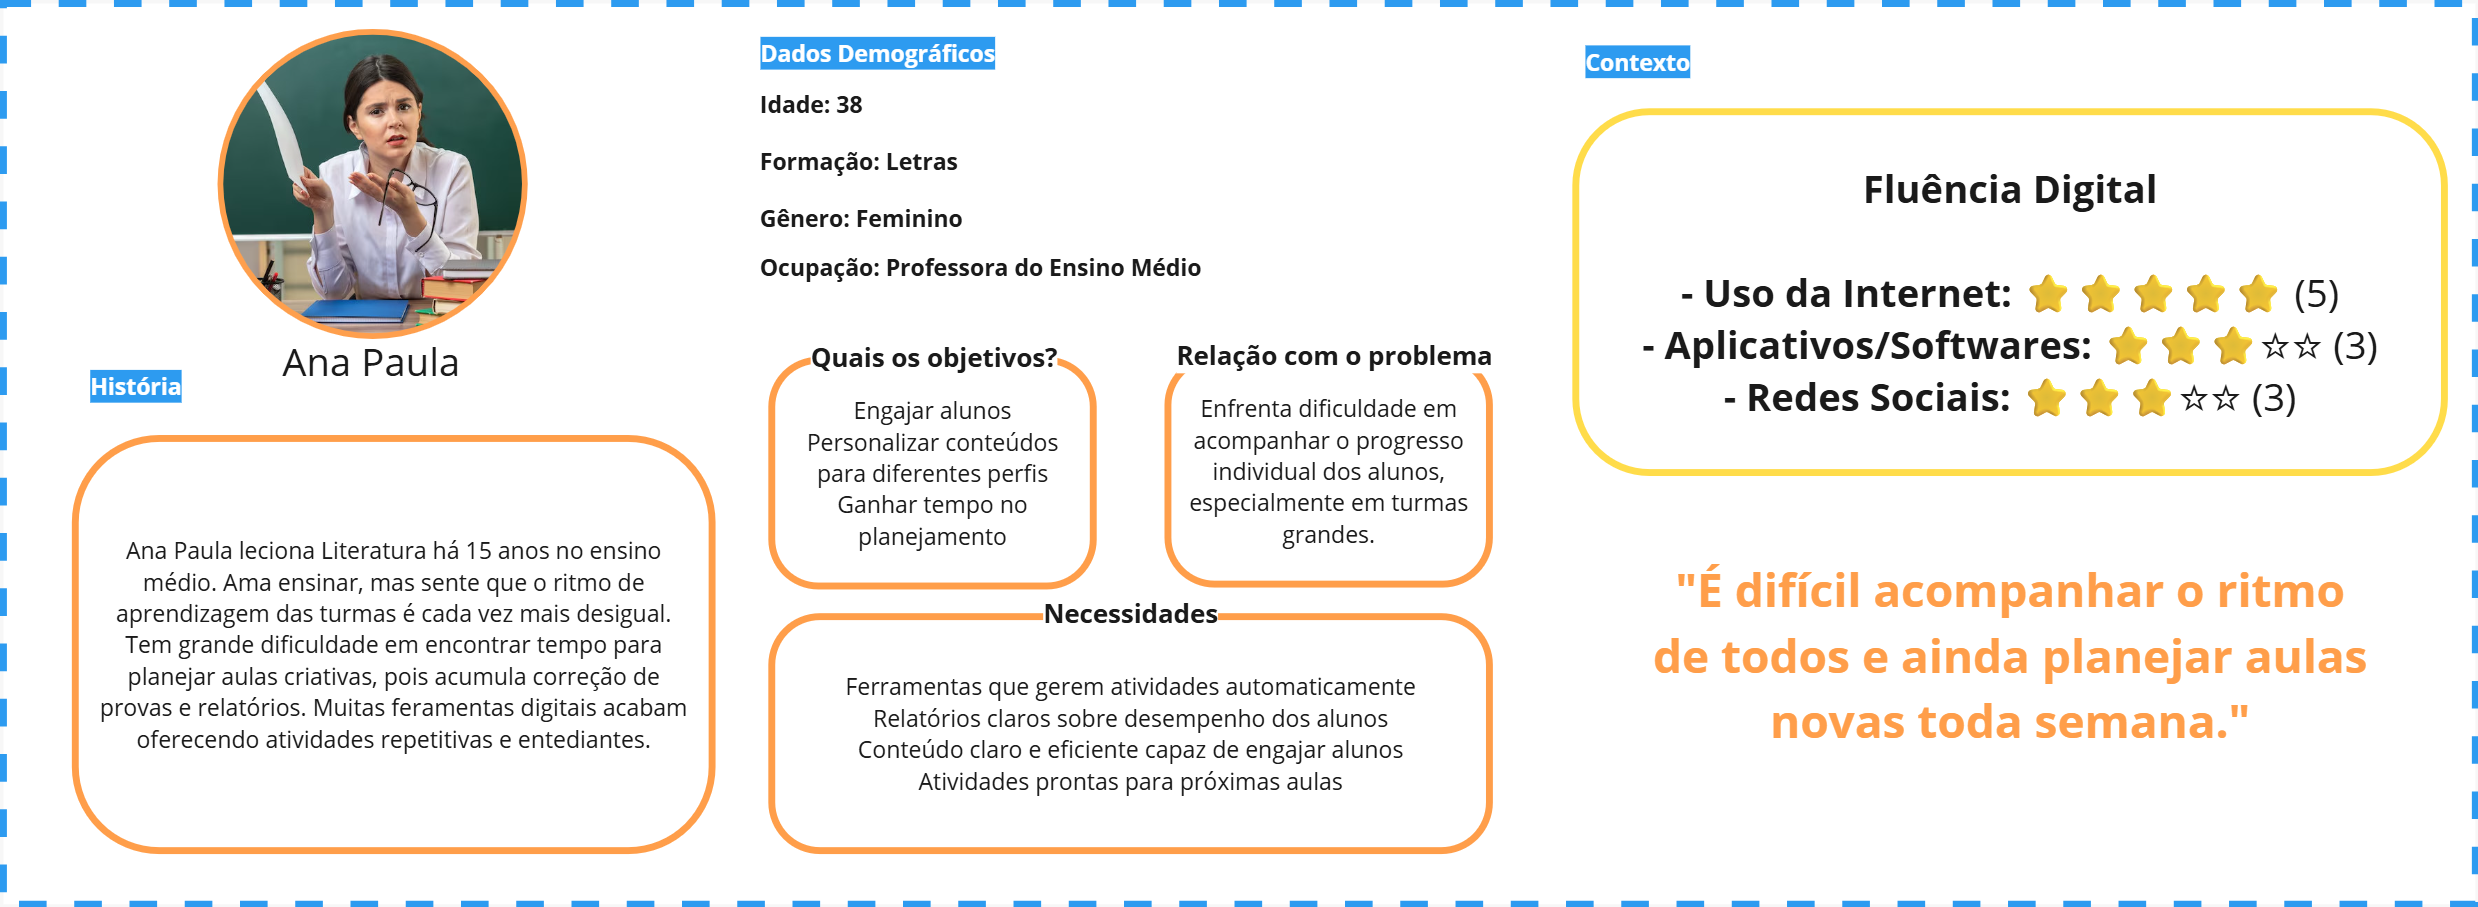 Ana Paula
História
Ana Paula leciona Literatura há 15 anos no ensino
médio. Ama ensinar, mas sente que o ritmo de
aprendizagem das turmas é cada vez mais desigual.
Tem grande dificuldade em encontrar tempo para
planejar aulas criativas, pois acumula correção de
provas e relatórios. Muitas feramentas digitais acabam
oferecendo atividades repetitivas e entediantes.
Dados Demográficos
Idade: 38
Formação: Letras
Gênero: Feminino
Ocupação: Professora do Ensino Médio
Quais os objetivos?
Engajar alunos
Personalizar conteúdos
para diferentes perfis
Ganhar tempo no
planejamento
Relação com o problema
Enfrenta dificuldade em
acompanhar o progresso
individual dos alunos,
especialmente em turmas
grandes.
Necessidades
Ferramentas que gerem atividades automaticamente
Relatórios claros sobre desempenho dos alunos
Conteúdo claro e eficiente capaz de engajar alunos
Atividades prontas para próximas aulas
Contexto
Fluência Digital
- Uso da Internet: ⭐⭐⭐⭐⭐ (5)
- Aplicativos/Softwares: ⭐⭐⭐☆☆ (3)
- Redes Sociais: ⭐⭐⭐☆☆ (3)
"É difícil acompanhar o ritmo
de todos e ainda planejar aulas
novas toda semana."